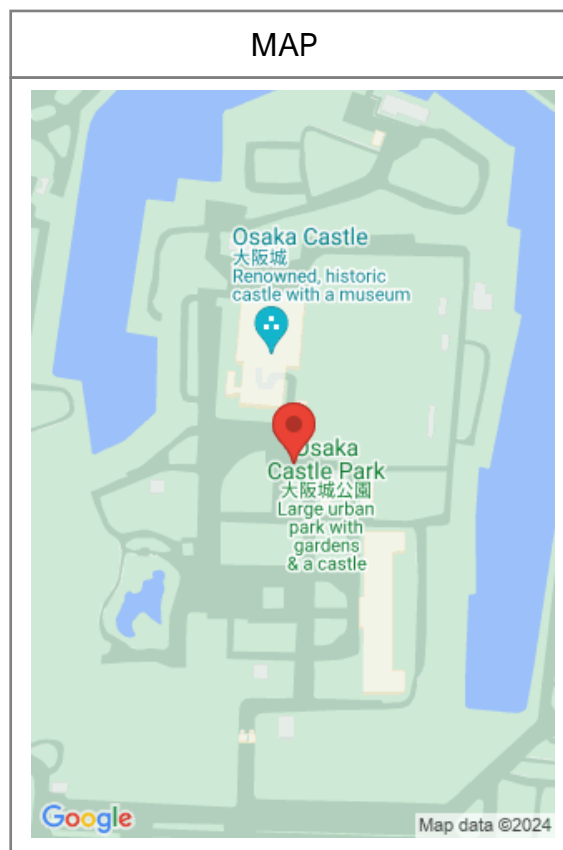 MAP
Osaka Castle
大阪城
Renowned, historic
castle with a museum
Osaka
Castle Park
大阪城公園
Large urban
park with
gardens
& a castle
Google
Map data ©2024